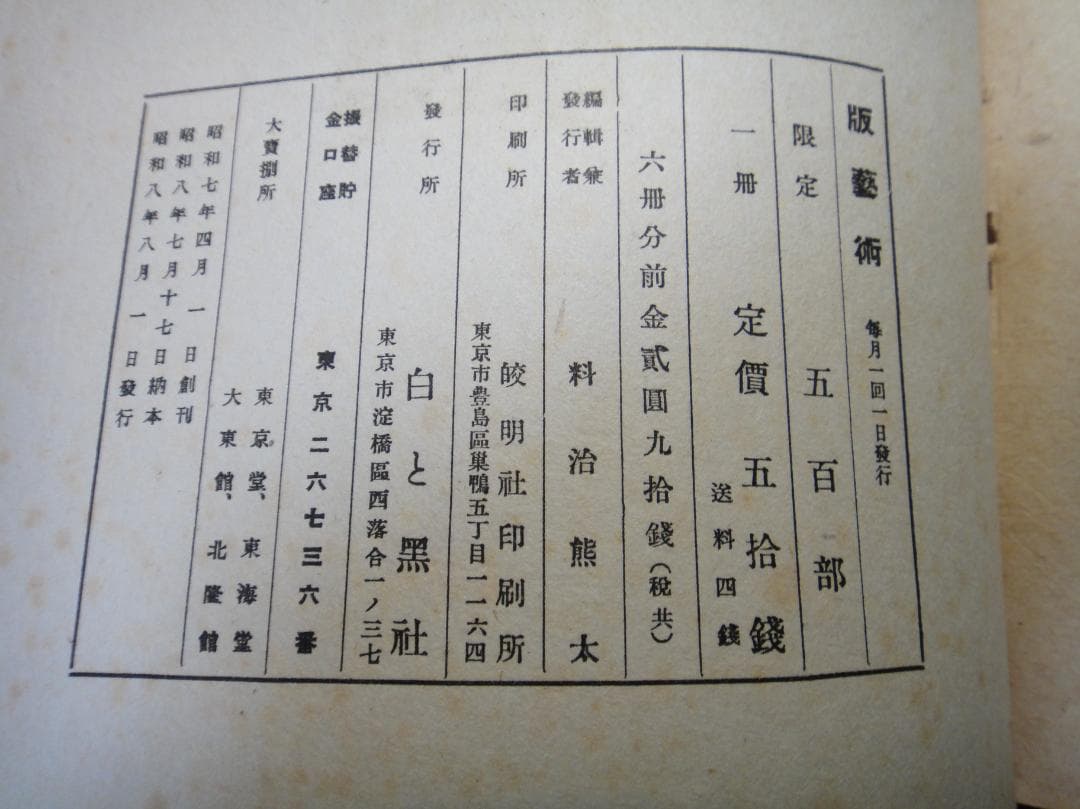 版藝術 毎月一回一日發行
限定 五百部
一冊 定價五拾錢
送料四錢
六冊分前金貳圓九拾錢(税共)
編輯兼
發行者
料治熊太
印刷所 皎明社印刷所
東京市豊島區巣鴨五丁目一一六四
發行所 白と黑社
東京市淀橋區西落合一ノ三七
振替貯
金口座
東京二六七三六番
大賣捌所
東京堂、東海堂
大東館、北隆館
昭和七年四月一日創刊
昭和八年七月十七日納本
昭和八年八月一日發行